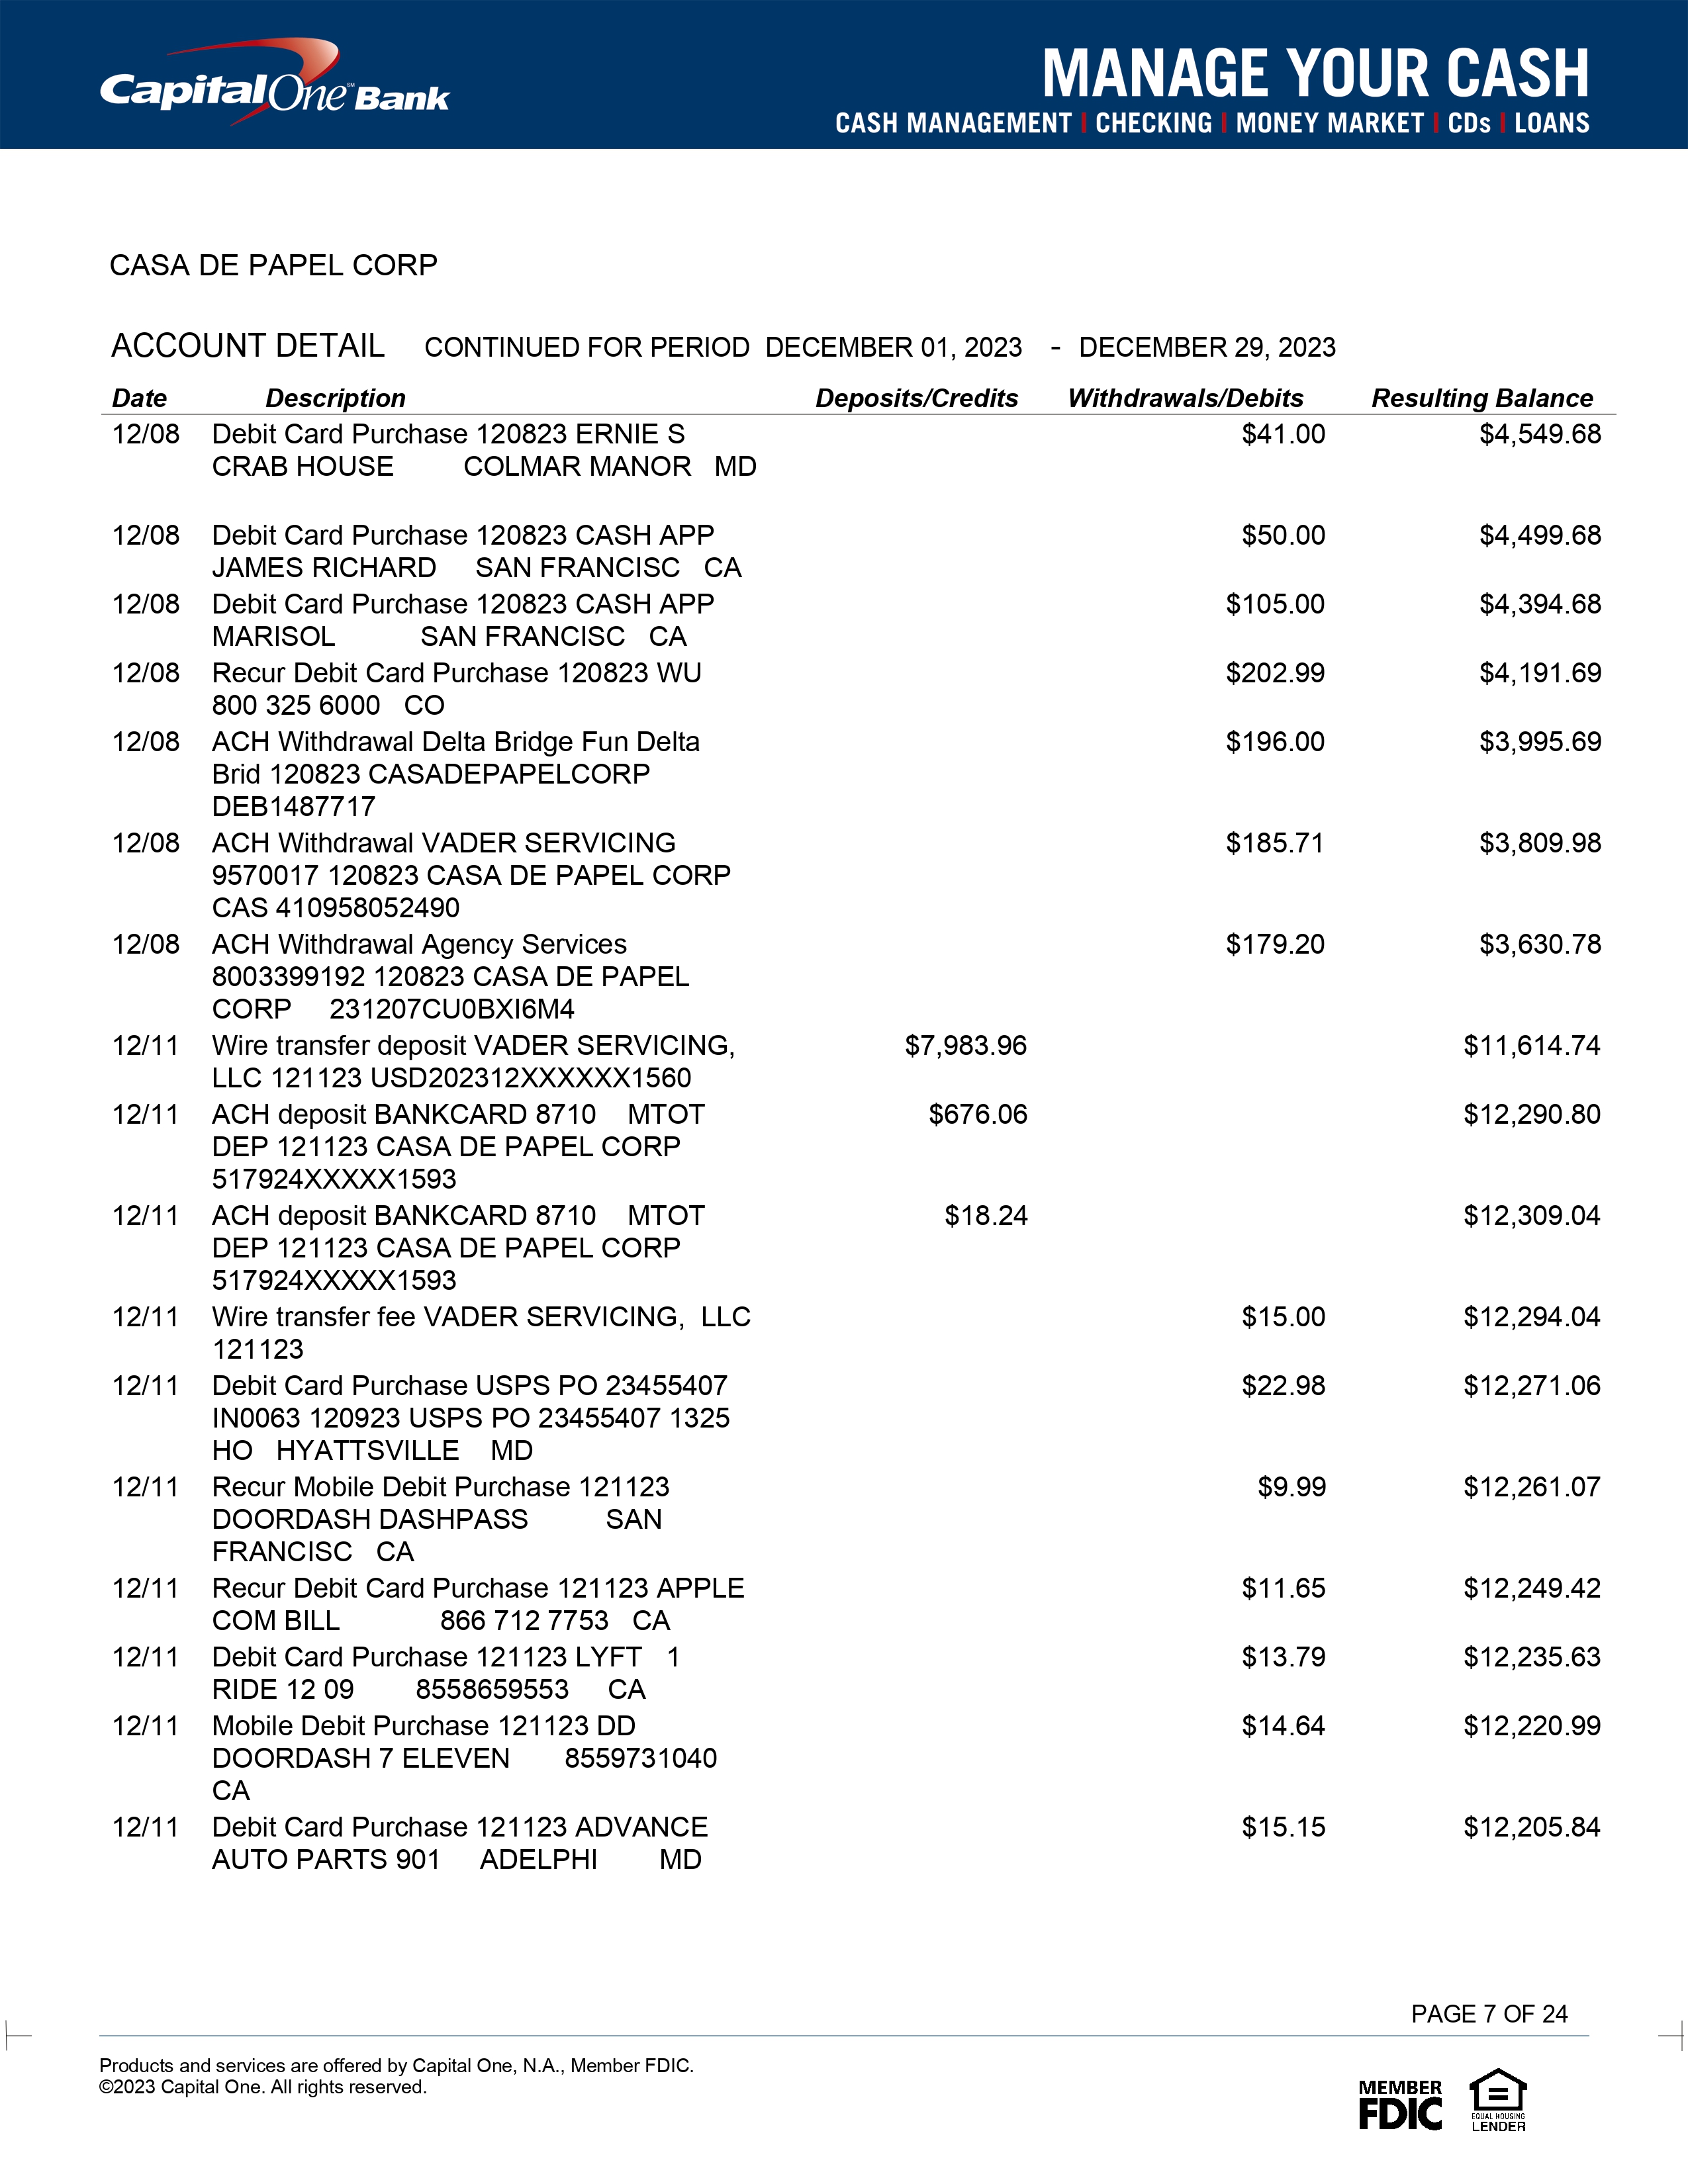 CapitalOne Bank
MANAGE YOUR CASH
CASH MANAGEMENT | CHECKING | MONEY MARKET | CDs | LOANS
CASA DE PAPEL CORP
ACCOUNT DETAIL CONTINUED FOR PERIOD DECEMBER 01, 2023 - DECEMBER 29, 2023
Date Description Deposits/Credits Withdrawals/Debits Resulting Balance
12/08 Debit Card Purchase 120823 ERNIE S $41.00 $4,549.68
CRAB HOUSE COLMAR MANOR MD
12/08 Debit Card Purchase 120823 CASH APP $50.00 $4,499.68
JAMES RICHARD SAN FRANCISC CA
12/08 Debit Card Purchase 120823 CASH APP $105.00 $4,394.68
MARISOL SAN FRANCISC CA
12/08 Recur Debit Card Purchase 120823 WU $202.99 $4,191.69
800 325 6000 CO
12/08 ACH Withdrawal Delta Bridge Fun Delta $196.00 $3,995.69
Brid 120823 CASADEPAPELCORP
DEB1487717
12/08 ACH Withdrawal VADER SERVICING $185.71 $3,809.98
9570017 120823 CASA DE PAPEL CORP
CAS 410958052490
12/08 ACH Withdrawal Agency Services $179.20 $3,630.78
8003399192 120823 CASA DE PAPEL
CORP 231207CU0BXI6M4
12/11 Wire transfer deposit VADER SERVICING, $7,983.96 $11,614.74
LLC 121123 USD202312XXXXXX1560
12/11 ACH deposit BANKCARD 8710 MTOT $676.06 $12,290.80
DEP 121123 CASA DE PAPEL CORP
517924XXXXX1593
12/11 ACH deposit BANKCARD 8710 MTOT $18.24 $12,309.04
DEP 121123 CASA DE PAPEL CORP
517924XXXXX1593
12/11 Wire transfer fee VADER SERVICING, LLC $15.00 $12,294.04
121123
12/11 Debit Card Purchase USPS PO 23455407 $22.98 $12,271.06
IN0063 120923 USPS PO 23455407 1325
HO HYATTSVILLE MD
12/11 Recur Mobile Debit Purchase 121123 $9.99 $12,261.07
DOORDASH DASHPASS SAN
FRANCISC CA
12/11 Recur Debit Card Purchase 121123 APPLE $11.65 $12,249.42
COM BILL 866 712 7753 CA
12/11 Debit Card Purchase 121123 LYFT 1 $13.79 $12,235.63
RIDE 12 09 8558659553 CA
12/11 Mobile Debit Purchase 121123 DD $14.64 $12,220.99
DOORDASH 7 ELEVEN 8559731040
CA
12/11 Debit Card Purchase 121123 ADVANCE $15.15 $12,205.84
AUTO PARTS 901 ADELPHI MD
PAGE 7 OF 24
Products and services are offered by Capital One, N.A., Member FDIC.
©2023 Capital One. All rights reserved.
MEMBER
FDIC
EQUAL HOUSING
LENDER